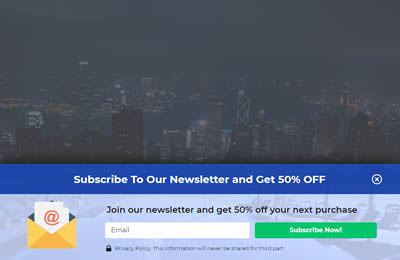 Subscribe To Our Newsletter and Get 50% OFF
Join our newsletter and get 50% off your next purchase
Email
Subscribe Now!
Privacy Policy. This information will never be shared for third part